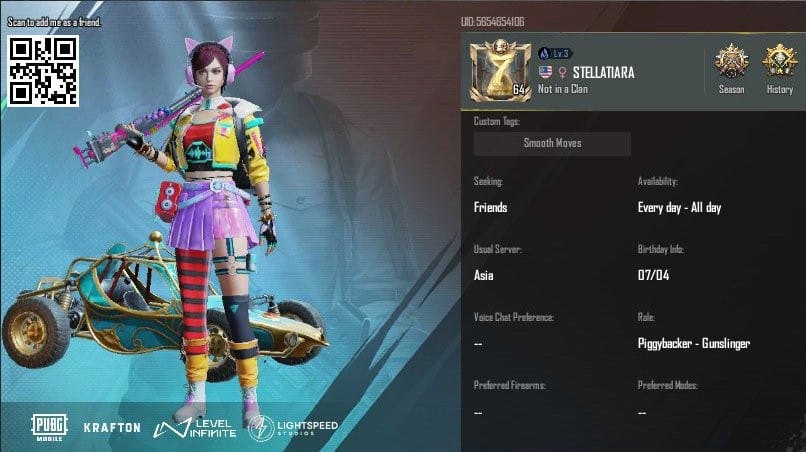 Scan to add me as a friend.
UID: 5654654106
7
64
Lv.3
STELLATIARA
Not in a Clan
Season
History
Custom Tags:
Smooth Moves
Seeking:
Availability:
Friends
Every day - All day
Usual Server:
Birthday Info:
Asia
07/04
Voice Chat Preference:
Role:
--
Piggybacker - Gunslinger
Preferred Firearms:
Preferred Modes:
--
--
PUBG
MOBILE
KRAFTON
LEVEL
INFINITE
LIGHTSPEED
STUDIOS